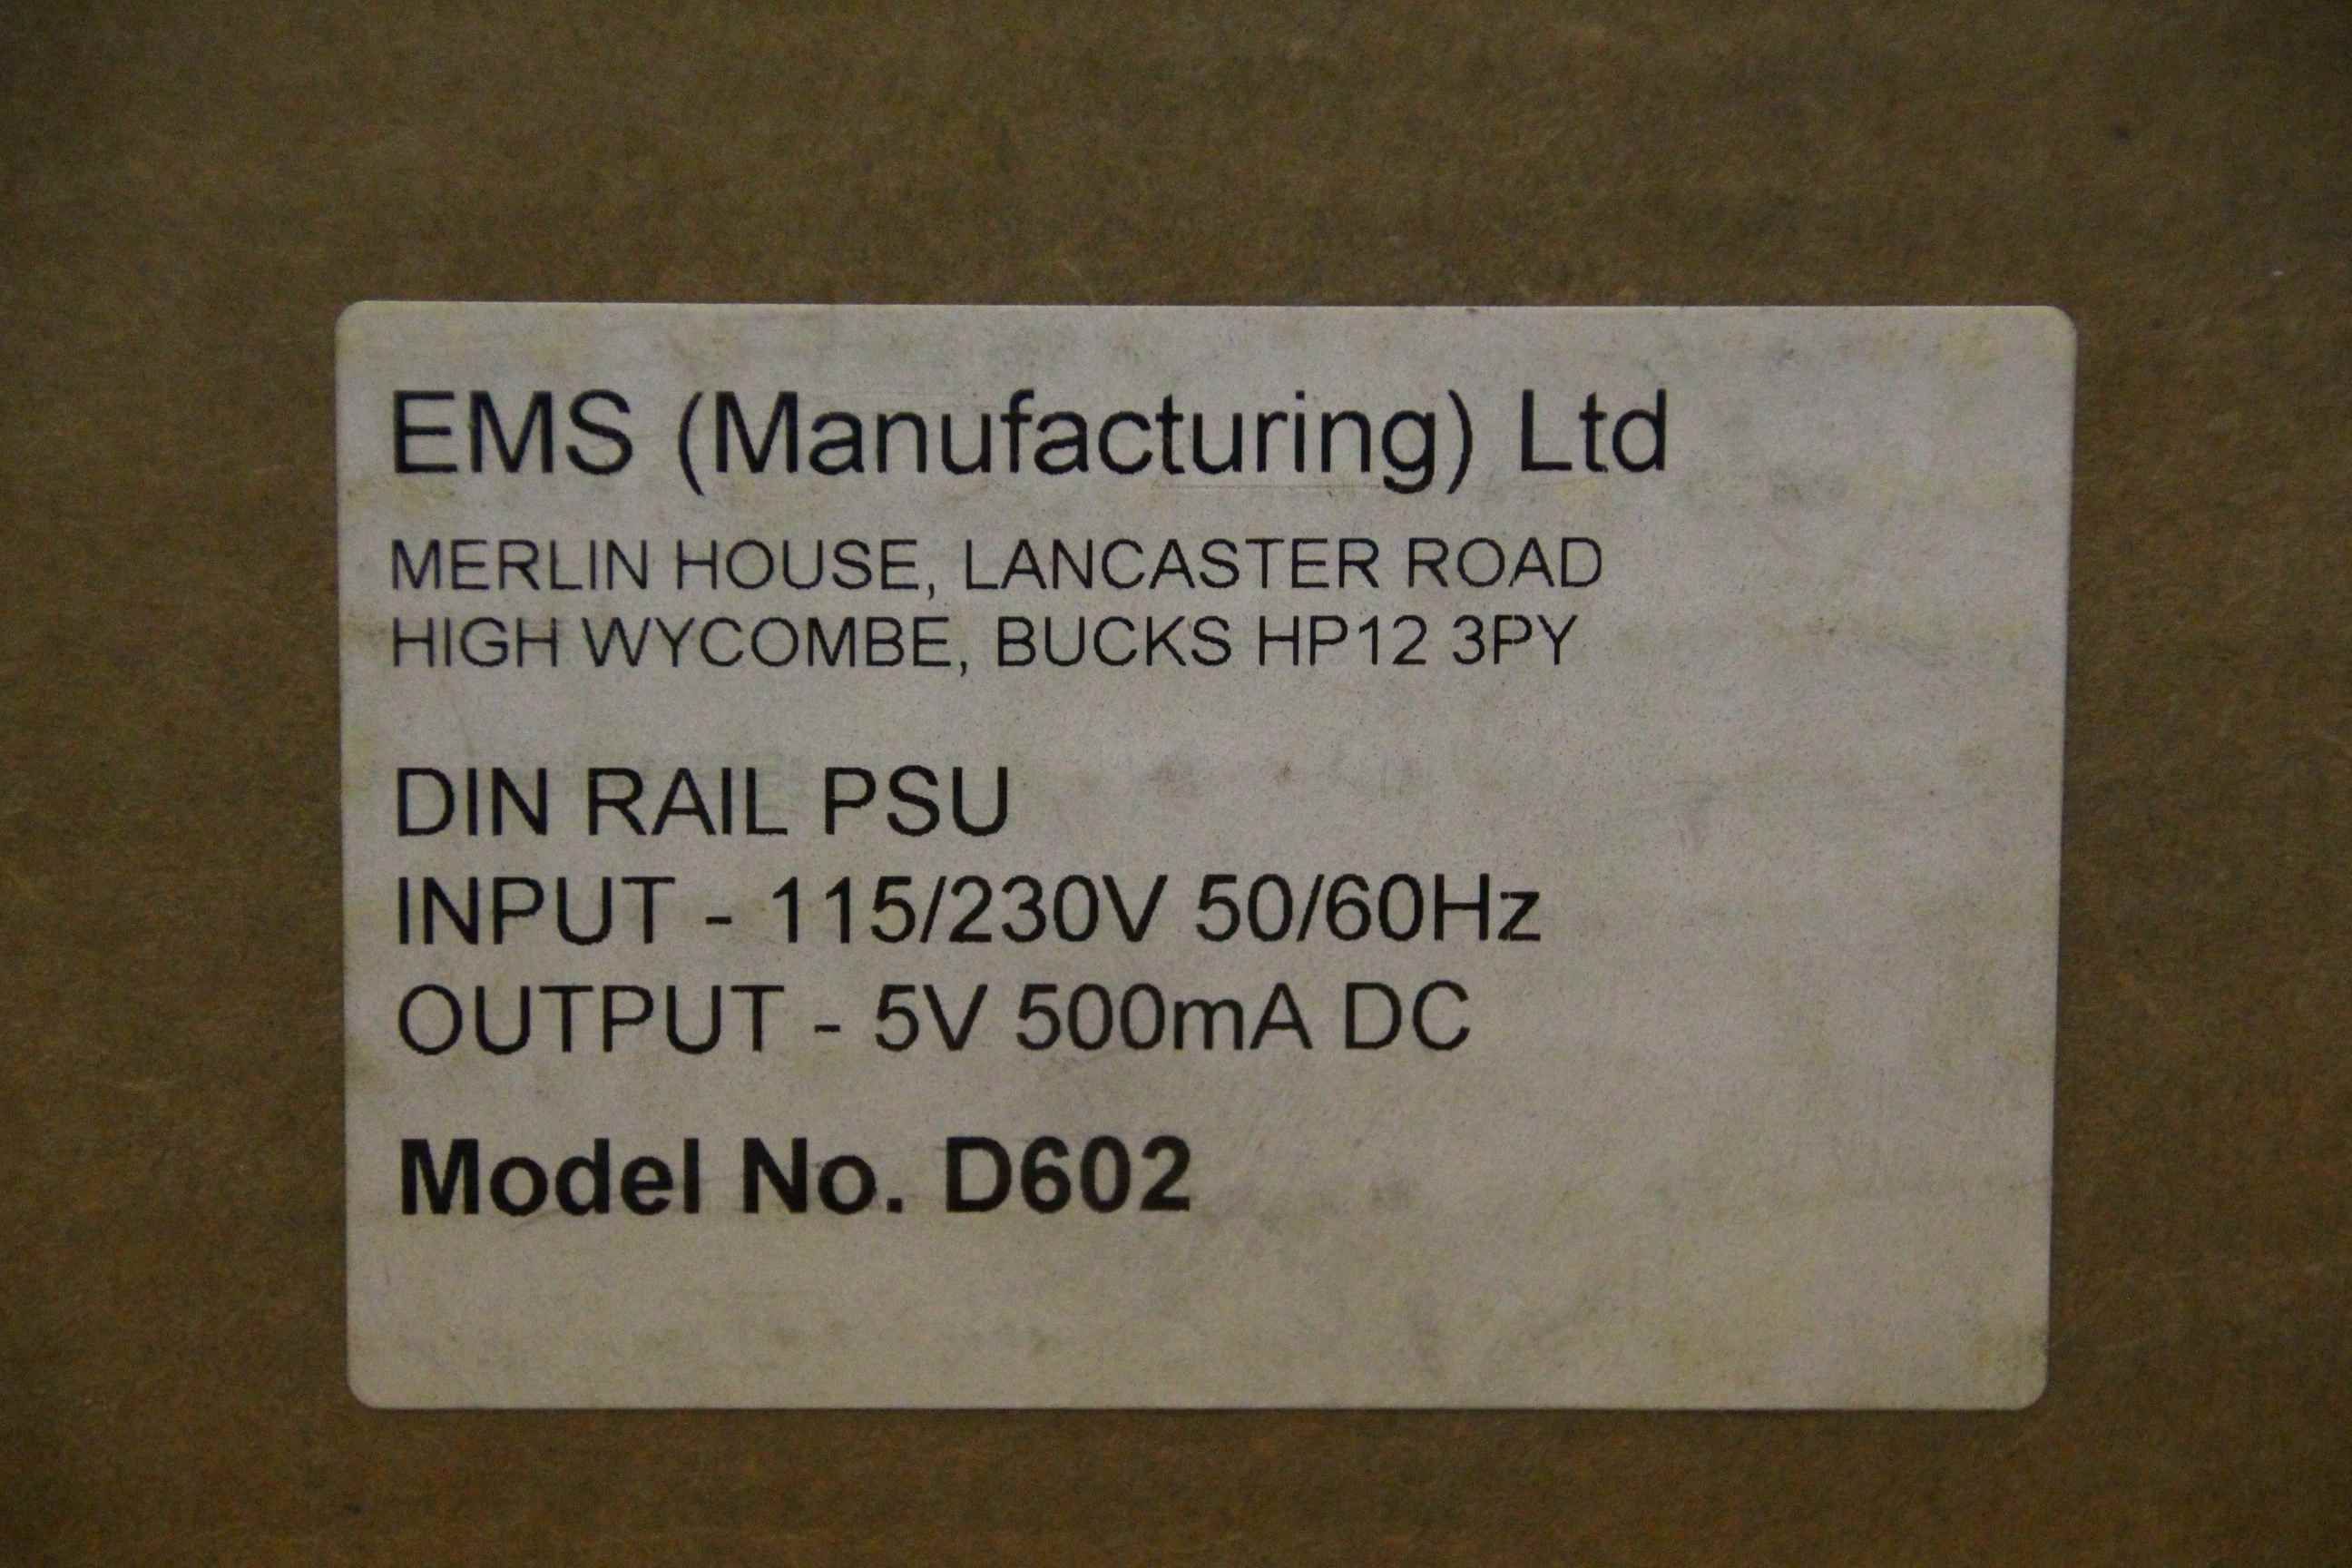 EMS (Manufacturing) Ltd
MERLIN HOUSE, LANCASTER ROAD
HIGH WYCOMBE, BUCKS HP12 3PY
DIN RAIL PSU
INPUT - 115/230V 50/60Hz
OUTPUT - 5V 500mA DC
Model No. D602